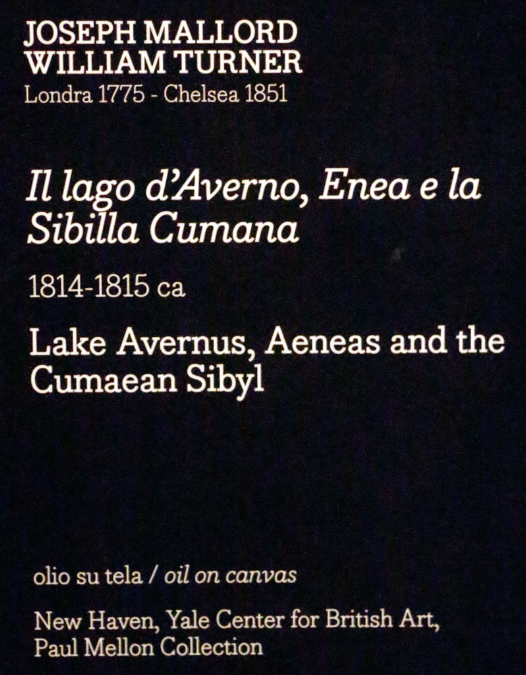 JOSEPH MALLORD
WILLIAM TURNER
Londra 1775 - Chelsea 1851
Il lago d’Averno, Enea e la
Sibilla Cumana
1814-1815 ca
Lake Avernus, Aeneas and the
Cumaean Sibyl
olio su tela / oil on canvas
New Haven, Yale Center for British Art,
Paul Mellon Collection